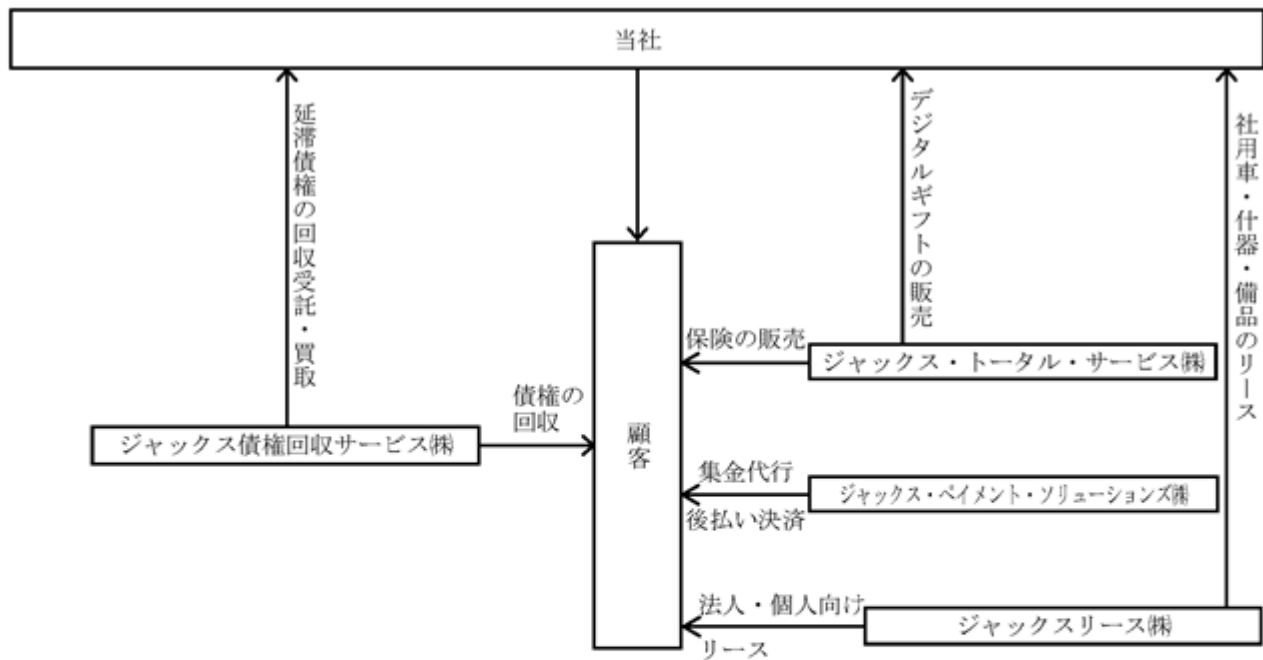 当社
延滞債権の回収受託・買取
デジタルギフトの販売
社用車・什器・備品のリース
保険の販売
ジャックス・トータル・サービス㈱
債権の
回収
ジャックス債権回収サービス㈱
顧客
集金代行
ジャックス・ペイメント・ソリューションズ㈱
後払い決済
法人・個人向け
リース
ジャックスリース㈱